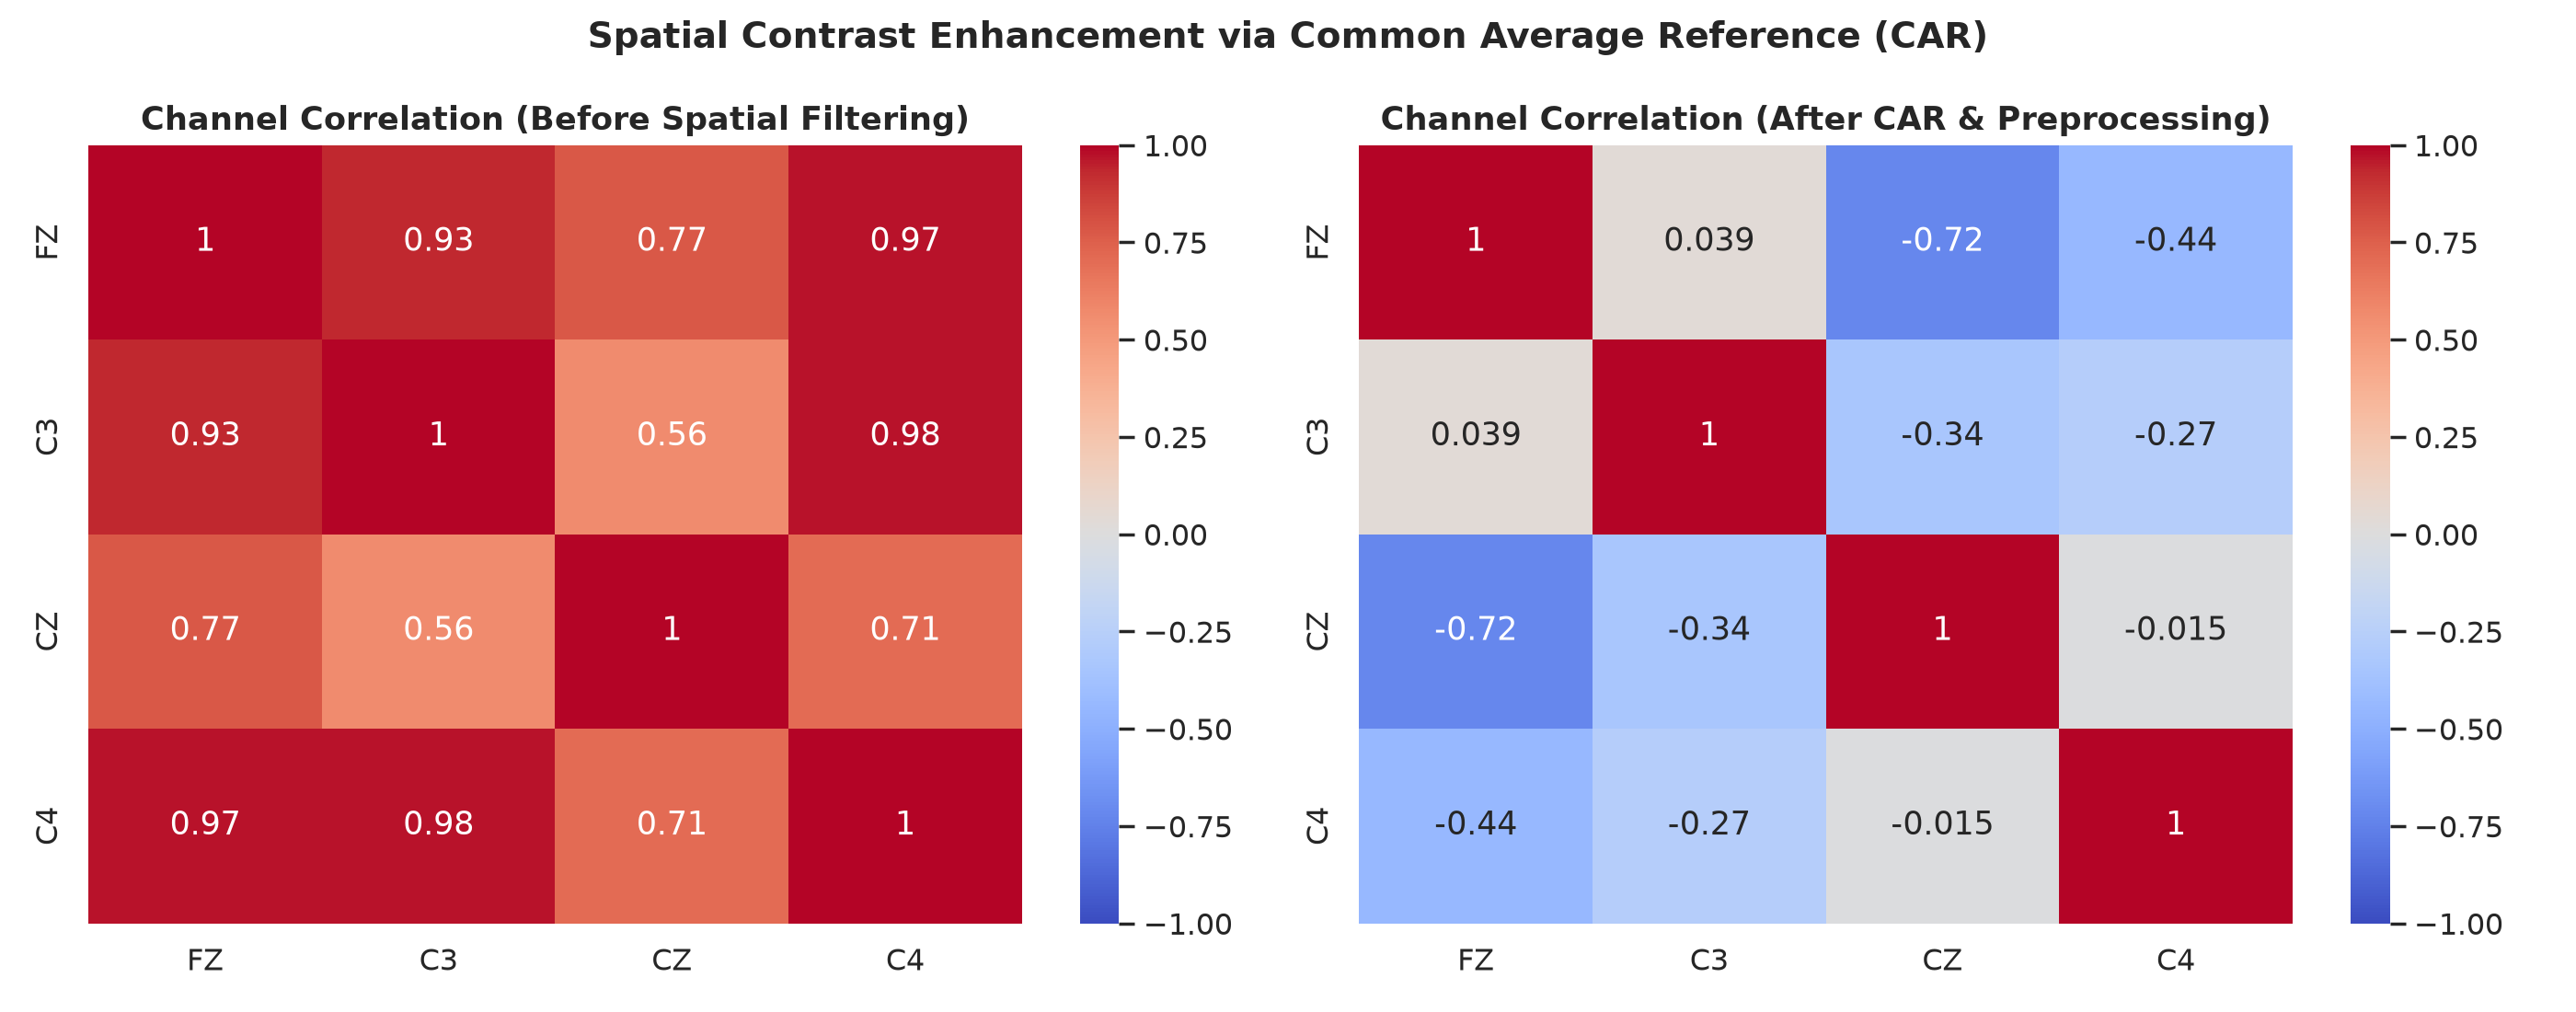 Spatial Contrast Enhancement via Common Average Reference (CAR)
Channel Correlation (Before Spatial Filtering)
FZ 1 0.93 0.77 0.97
C3 0.93 1 0.56 0.98
CZ 0.77 0.56 1 0.71
C4 0.97 0.98 0.71 1
FZ C3 CZ C4
1.00
0.75
0.50
0.25
0.00
−0.25
−0.50
−0.75
−1.00
Channel Correlation (After CAR & Preprocessing)
FZ 1 0.039 -0.72 -0.44
C3 0.039 1 -0.34 -0.27
CZ -0.72 -0.34 1 -0.015
C4 -0.44 -0.27 -0.015 1
FZ C3 CZ C4
1.00
0.75
0.50
0.25
0.00
−0.25
−0.50
−0.75
−1.00